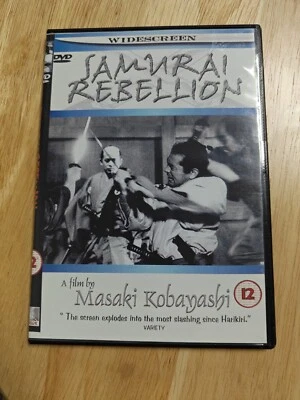 WIDESCREEN
DVD
SAMURAI
REBELLION
A film by
Masaki Kobayashi
12
" The screen explodes into the most slashing since Harikiri."
VARIETY